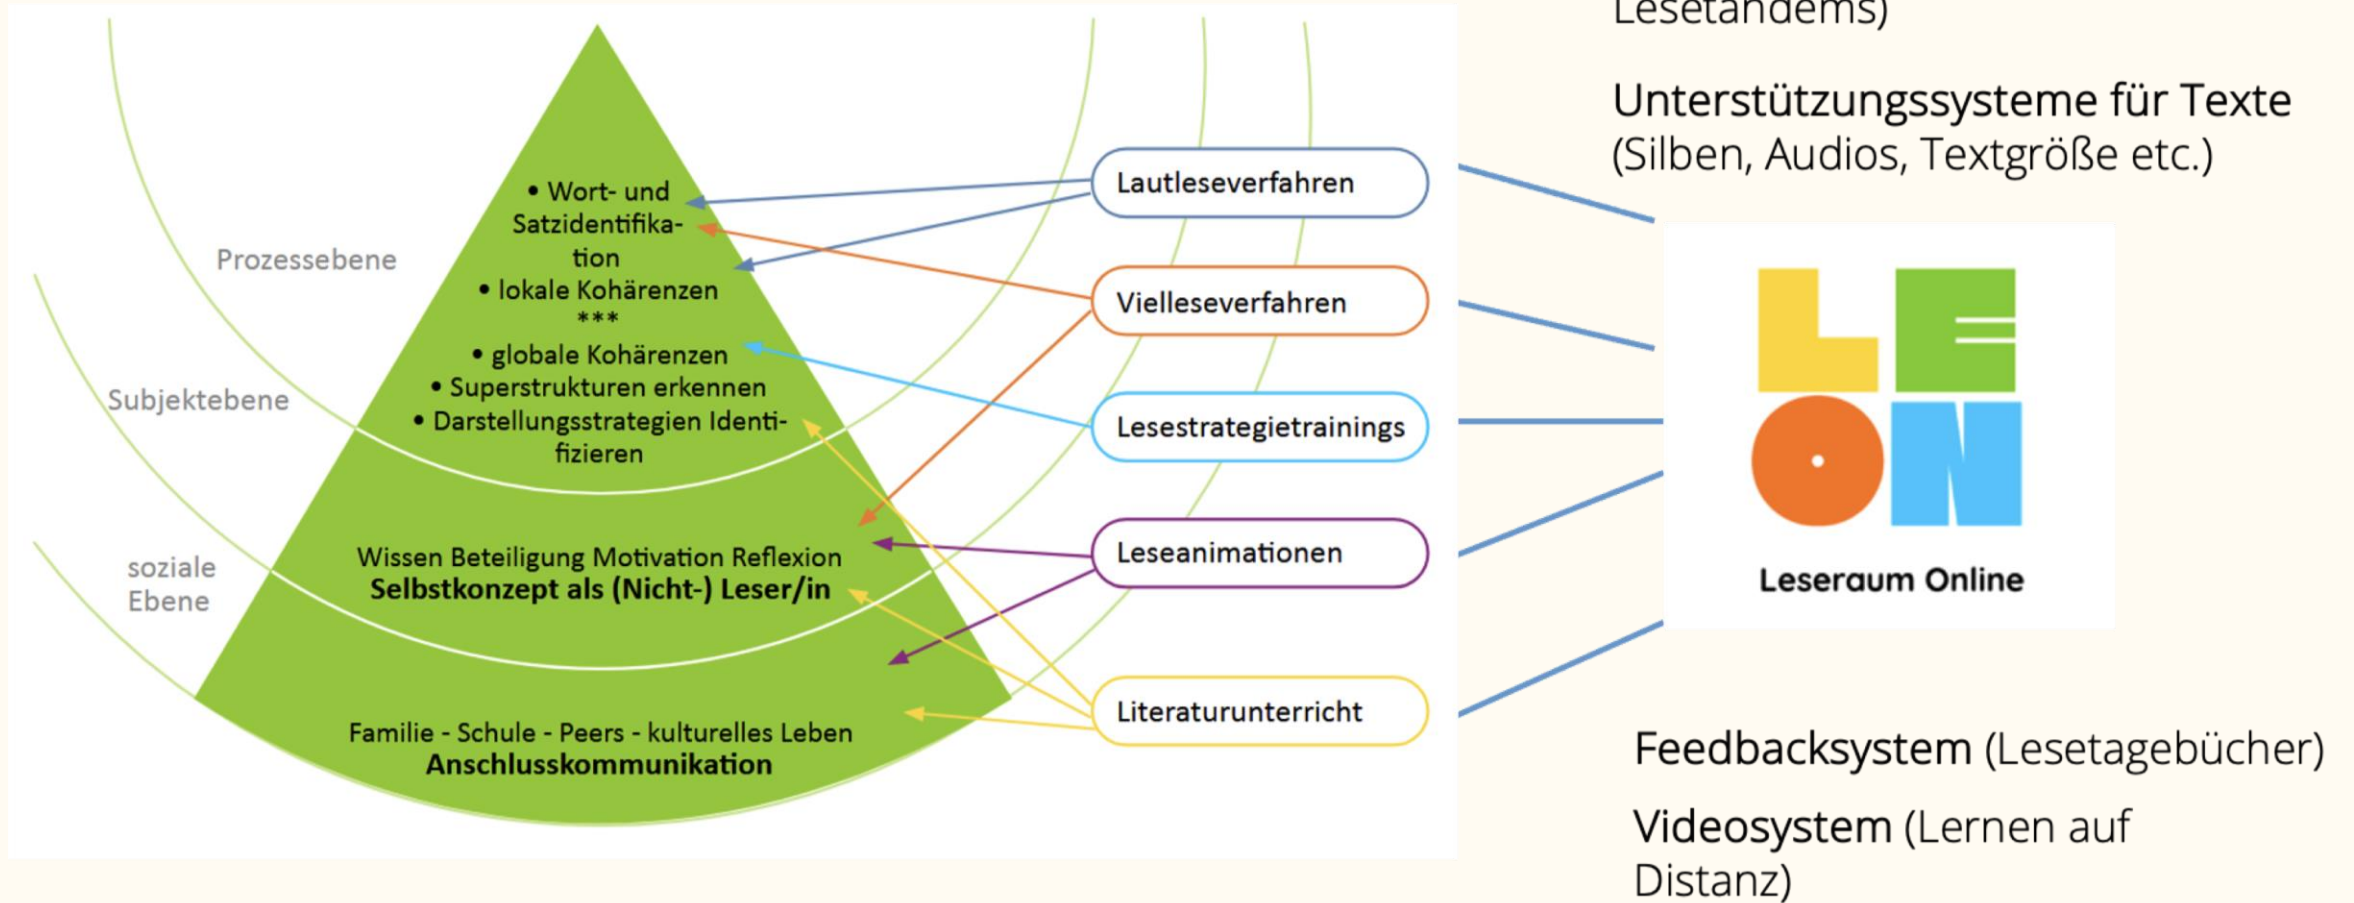 Prozessebene
Subjektebene
soziale
Ebene
• Wort- und
Satzidentifika-
tion
• lokale Kohärenzen
***
• globale Kohärenzen
• Superstrukturen erkennen
• Darstellungsstrategien Identi-
fizieren
Wissen Beteiligung Motivation Reflexion
Selbstkonzept als (Nicht-) Leser/in
Familie - Schule - Peers - kulturelles Leben
Anschlusskommunikation
Lautleseverfahren
Vielleseverfahren
Lesestrategietrainings
Leseanimationen
Literaturunterricht
Lesetandems)
Unterstützungssysteme für Texte
(Silben, Audios, Textgröße etc.)
LE
ON
Leseraum Online
Feedbacksystem (Lesetagebücher)
Videosystem (Lernen auf
Distanz)